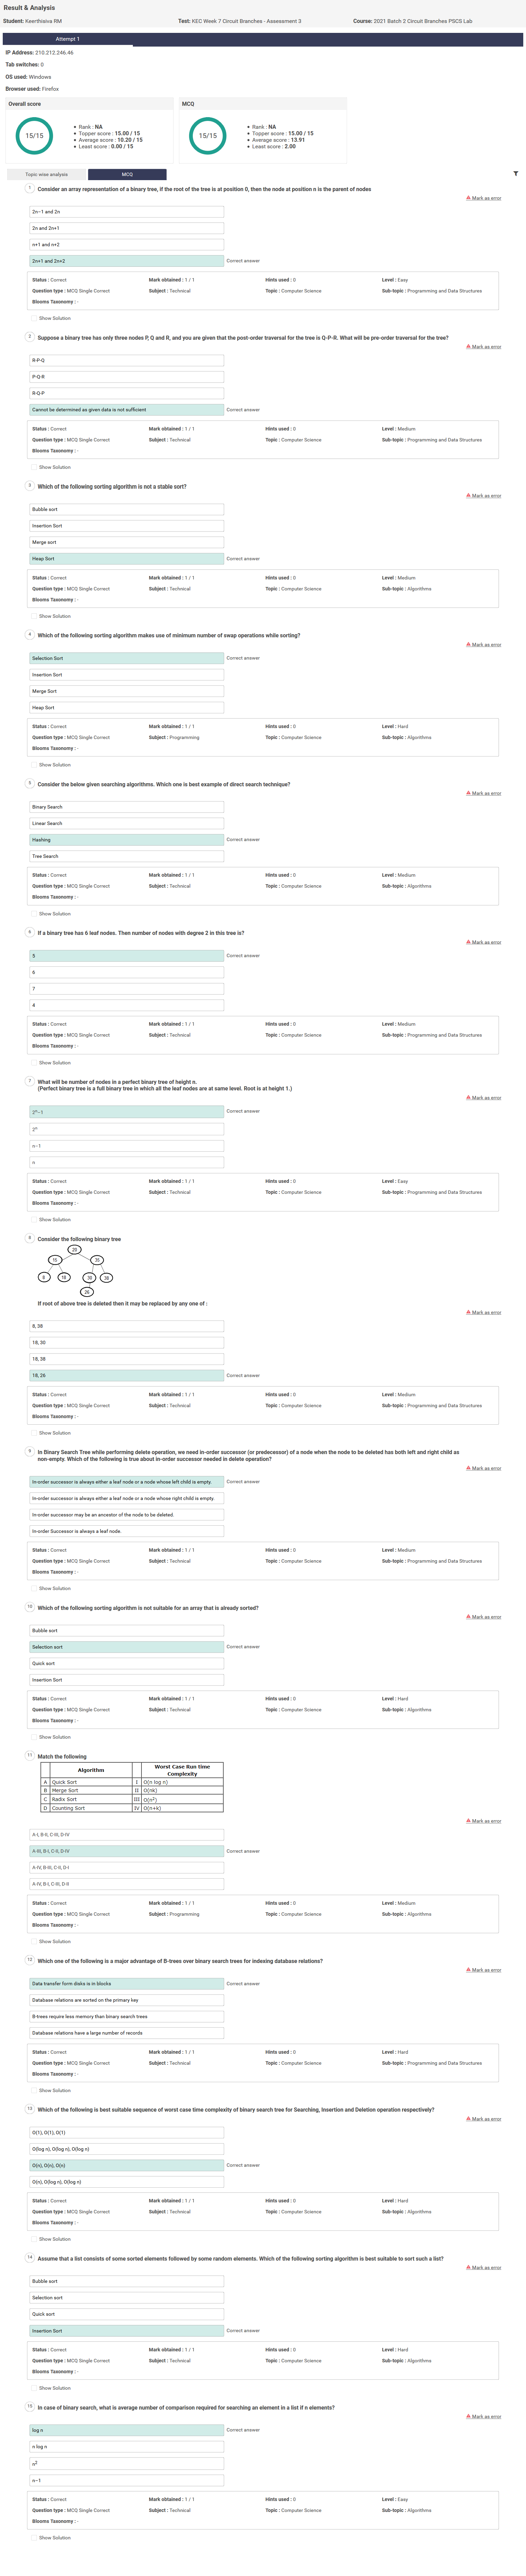 Result & Analysis
Student: Keerthisiva RM Test: KEC Week 7 Circuit Branches - Assessment 3 Course: 2021 Batch 2 Circuit Branches PSCS Lab
Attempt 1
IP Address: 210.212.246.46
Tab switches: 0
OS used: Windows
Browser used: Firefox
Overall score
15/15
Rank : NA
Topper score : 15.00 / 15
Average score : 10.20 / 15
Least score : 0.00 / 15
MCQ
15/15
Rank : NA
Topper score : 15.00 / 15
Average score : 13.91
Least score : 2.00
Topic wise analysis MCQ
1 Consider an array representation of a binary tree, if the root of the tree is at position 0, then the node at position n is the parent of nodes
Mark as error
2n−1 and 2n
2n and 2n+1
n+1 and n+2
2n+1 and 2n+2 Correct answer
Status : Correct Mark obtained : 1 / 1 Hints used : 0 Level : Easy
Question type : MCQ Single Correct Subject : Technical Topic : Computer Science Sub-topic : Programming and Data Structures
Blooms Taxonomy : -
Show Solution
2 Suppose a binary tree has only three nodes P, Q and R, and you are given that the post-order traversal for the tree is Q-P-R. What will be pre-order traversal for the tree?
Mark as error
R-P-Q
P-Q-R
R-Q-P
Cannot be determined as given data is not sufficient Correct answer
Status : Correct Mark obtained : 1 / 1 Hints used : 0 Level : Medium
Question type : MCQ Single Correct Subject : Technical Topic : Computer Science Sub-topic : Programming and Data Structures
Blooms Taxonomy : -
Show Solution
3 Which of the following sorting algorithm is not a stable sort?
Mark as error
Bubble sort
Insertion Sort
Merge sort
Heap Sort Correct answer
Status : Correct Mark obtained : 1 / 1 Hints used : 0 Level : Medium
Question type : MCQ Single Correct Subject : Technical Topic : Computer Science Sub-topic : Algorithms
Blooms Taxonomy : -
Show Solution
4 Which of the following sorting algorithm makes use of minimum number of swap operations while sorting?
Mark as error
Selection Sort Correct answer
Insertion Sort
Merge Sort
Heap Sort
Status : Correct Mark obtained : 1 / 1 Hints used : 0 Level : Hard
Question type : MCQ Single Correct Subject : Programming Topic : Computer Science Sub-topic : Algorithms
Blooms Taxonomy : -
Show Solution
5 Consider the below given searching algorithms. Which one is best example of direct search technique?
Mark as error
Binary Search
Linear Search
Hashing Correct answer
Tree Search
Status : Correct Mark obtained : 1 / 1 Hints used : 0 Level : Medium
Question type : MCQ Single Correct Subject : Technical Topic : Computer Science Sub-topic : Algorithms
Blooms Taxonomy : -
Show Solution
6 If a binary tree has 6 leaf nodes. Then number of nodes with degree 2 in this tree is?
Mark as error
5 Correct answer
6
7
4
Status : Correct Mark obtained : 1 / 1 Hints used : 0 Level : Medium
Question type : MCQ Single Correct Subject : Technical Topic : Computer Science Sub-topic : Programming and Data Structures
Blooms Taxonomy : -
Show Solution
7 What will be number of nodes in a perfect binary tree of height n.
(Perfect binary tree is a full binary tree in which all the leaf nodes are at same level. Root is at height 1.)
Mark as error
2ⁿ−1 Correct answer
2ⁿ
n−1
n
Status : Correct Mark obtained : 1 / 1 Hints used : 0 Level : Easy
Question type : MCQ Single Correct Subject : Technical Topic : Computer Science Sub-topic : Programming and Data Structures
Blooms Taxonomy : -
Show Solution
8 Consider the following binary tree
20
35
8 18 30 38
26
If root of above tree is deleted then it may be replaced by any one of :
Mark as error
8, 38
18, 30
18, 38
18, 26 Correct answer
Status : Correct Mark obtained : 1 / 1 Hints used : 0 Level : Medium
Question type : MCQ Single Correct Subject : Technical Topic : Computer Science Sub-topic : Programming and Data Structures
Blooms Taxonomy : -
Show Solution
9 In Binary Search Tree while performing delete operation, we need in-order successor (or predecessor) of a node when the node to be deleted has both left and right child as
non-empty. Which of the following is true about in-order successor needed in delete operation?
Mark as error
In-order successor is always either a leaf node or a node whose left child is empty. Correct answer
In-order successor is always either a leaf node or a node whose right child is empty.
In-order successor may be an ancestor of the node to be deleted.
In-order Successor is always a leaf node.
Status : Correct Mark obtained : 1 / 1 Hints used : 0 Level : Medium
Question type : MCQ Single Correct Subject : Technical Topic : Computer Science Sub-topic : Programming and Data Structures
Blooms Taxonomy : -
Show Solution
10 Which of the following sorting algorithm is not suitable for an array that is already sorted?
Mark as error
Bubble sort
Selection sort Correct answer
Quick sort
Insertion Sort
Status : Correct Mark obtained : 1 / 1 Hints used : 0 Level : Hard
Question type : MCQ Single Correct Subject : Technical Topic : Computer Science Sub-topic : Algorithms
Blooms Taxonomy : -
Show Solution
11 Match the following
Algorithm Worst Case Run time Complexity
A Quick Sort I O(n log n)
B Merge Sort II O(nk)
C Radix Sort III O(n²)
D Counting Sort IV O(n+k)
Mark as error
A-I, B-II, C-III, D-IV
A-III, B-I, C-II, D-IV Correct answer
A-IV, B-III, C-II, D-I
A-IV, B-I, C-III, D-II
Status : Correct Mark obtained : 1 / 1 Hints used : 0 Level : Medium
Question type : MCQ Single Correct Subject : Programming Topic : Computer Science Sub-topic : Algorithms
Blooms Taxonomy : -
Show Solution
12 Which one of the following is a major advantage of B-trees over binary search trees for indexing database relations?
Mark as error
Data transfer form disks is in blocks Correct answer
Database relations are sorted on the primary key
B-trees require less memory than binary search trees
Database relations have a large number of records
Status : Correct Mark obtained : 1 / 1 Hints used : 0 Level : Hard
Question type : MCQ Single Correct Subject : Technical Topic : Computer Science Sub-topic : Programming and Data Structures
Blooms Taxonomy : -
Show Solution
13 Which of the following is best suitable sequence of worst case time complexity of binary search tree for Searching, Insertion and Deletion operation respectively?
Mark as error
O(1), O(1), O(1)
O(log n), O(log n), O(log n)
O(n), O(n), O(n) Correct answer
O(n), O(log n), O(log n)
Status : Correct Mark obtained : 1 / 1 Hints used : 0 Level : Hard
Question type : MCQ Single Correct Subject : Technical Topic : Computer Science Sub-topic : Algorithms
Blooms Taxonomy : -
Show Solution
14 Assume that a list consists of some sorted elements followed by some random elements. Which of the following sorting algorithm is best suitable to sort such a list?
Mark as error
Bubble sort
Selection sort
Quick sort
Insertion Sort Correct answer
Status : Correct Mark obtained : 1 / 1 Hints used : 0 Level : Hard
Question type : MCQ Single Correct Subject : Technical Topic : Computer Science Sub-topic : Algorithms
Blooms Taxonomy : -
Show Solution
15 In case of binary search, what is average number of comparison required for searching an element in a list if n elements?
Mark as error
log n Correct answer
n log n
n²
n−1
Status : Correct Mark obtained : 1 / 1 Hints used : 0 Level : Easy
Question type : MCQ Single Correct Subject : Technical Topic : Computer Science Sub-topic : Algorithms
Blooms Taxonomy : -
Show Solution